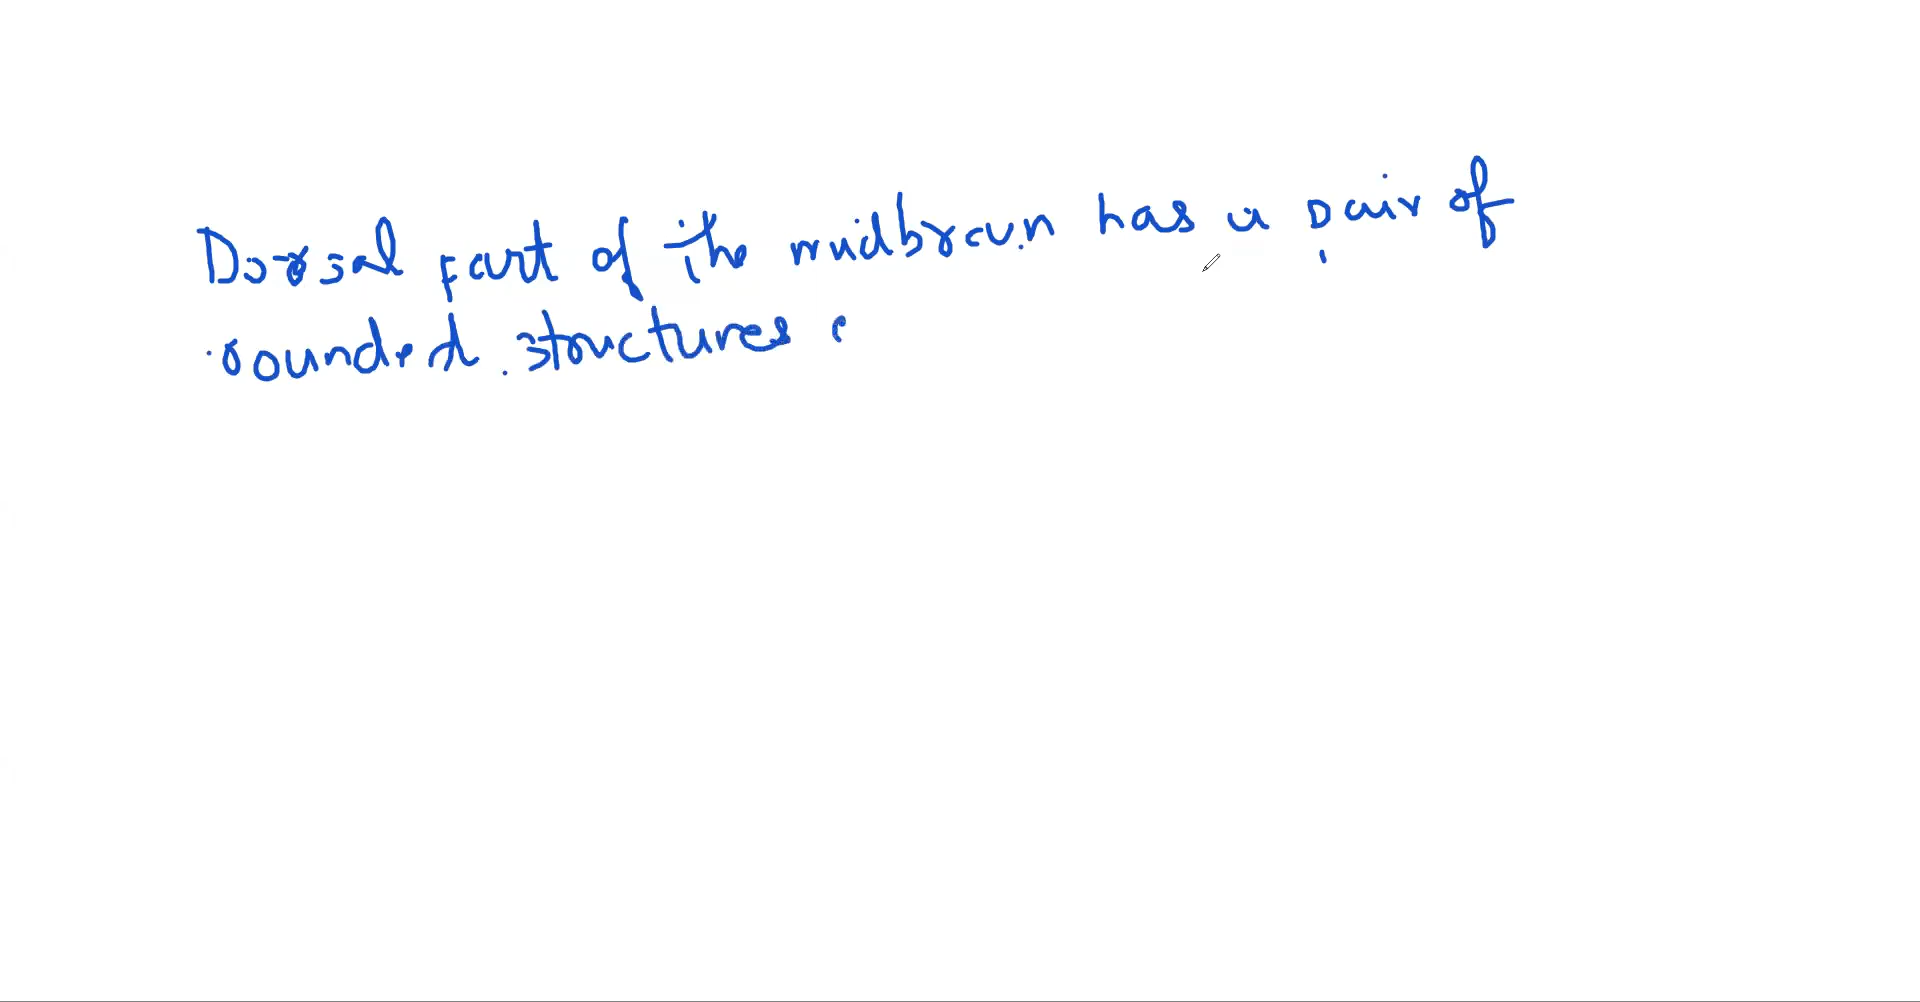 Dorsal part of the midbrain has a pair of
rounded structures c